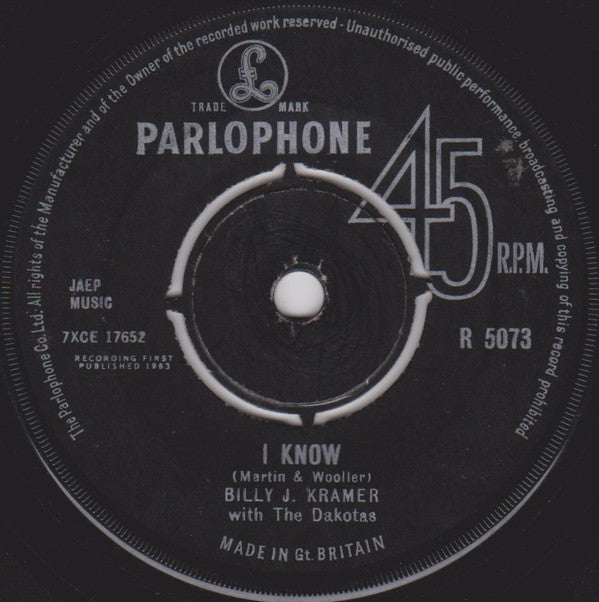 The Parlophone Co. Ltd. All rights of the Manufacturer and of the Owner of the recorded work reserved - Unauthorised public performance, broadcasting and copying of this record prohibited
£
TRADE MARK
PARLOPHONE
45
R.P.M.
JAEP
MUSIC
7XCE 17652
RECORDING FIRST
PUBLISHED 1963
R 5073
I KNOW
(Martin & Wooller)
BILLY J. KRAMER
with The Dakotas
MADE IN Gt. BRITAIN